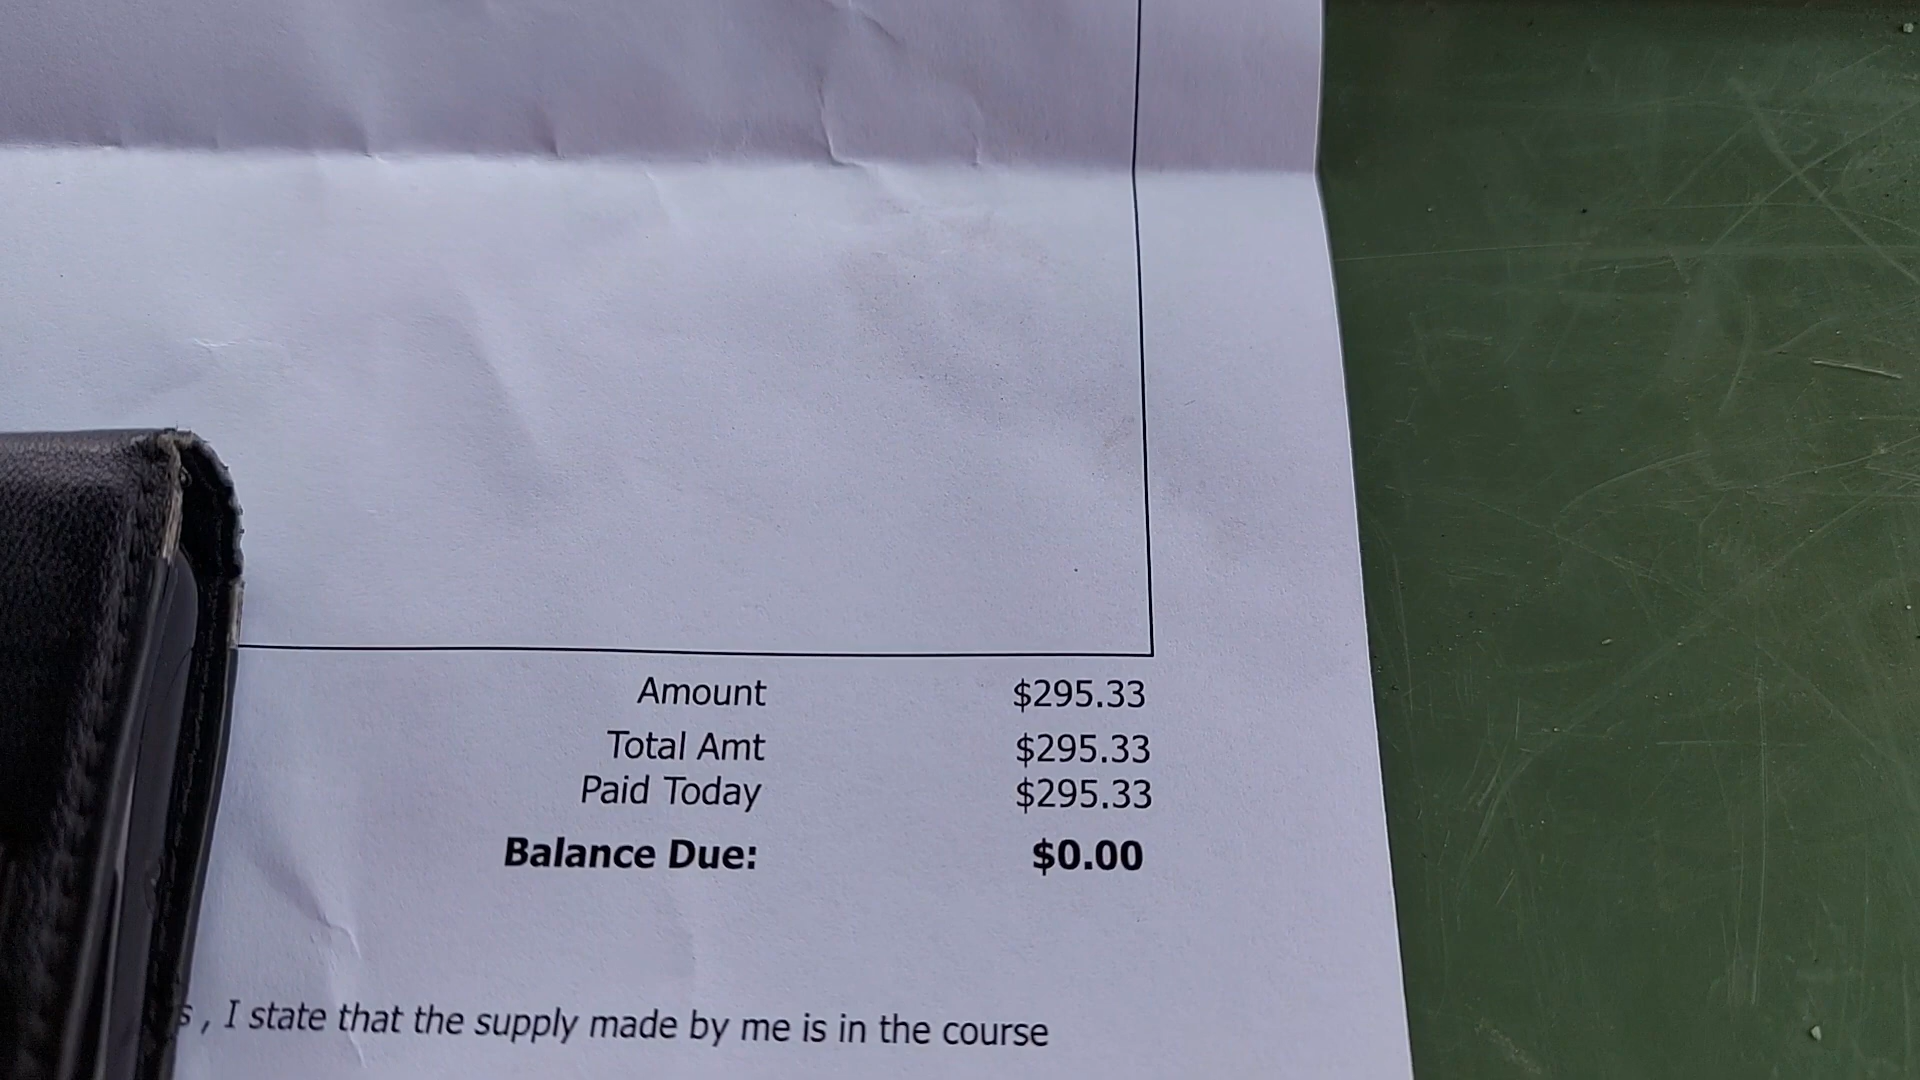 Amount $295.33
Total Amt $295.33
Paid Today $295.33
Balance Due: $0.00
, I state that the supply made by me is in the course